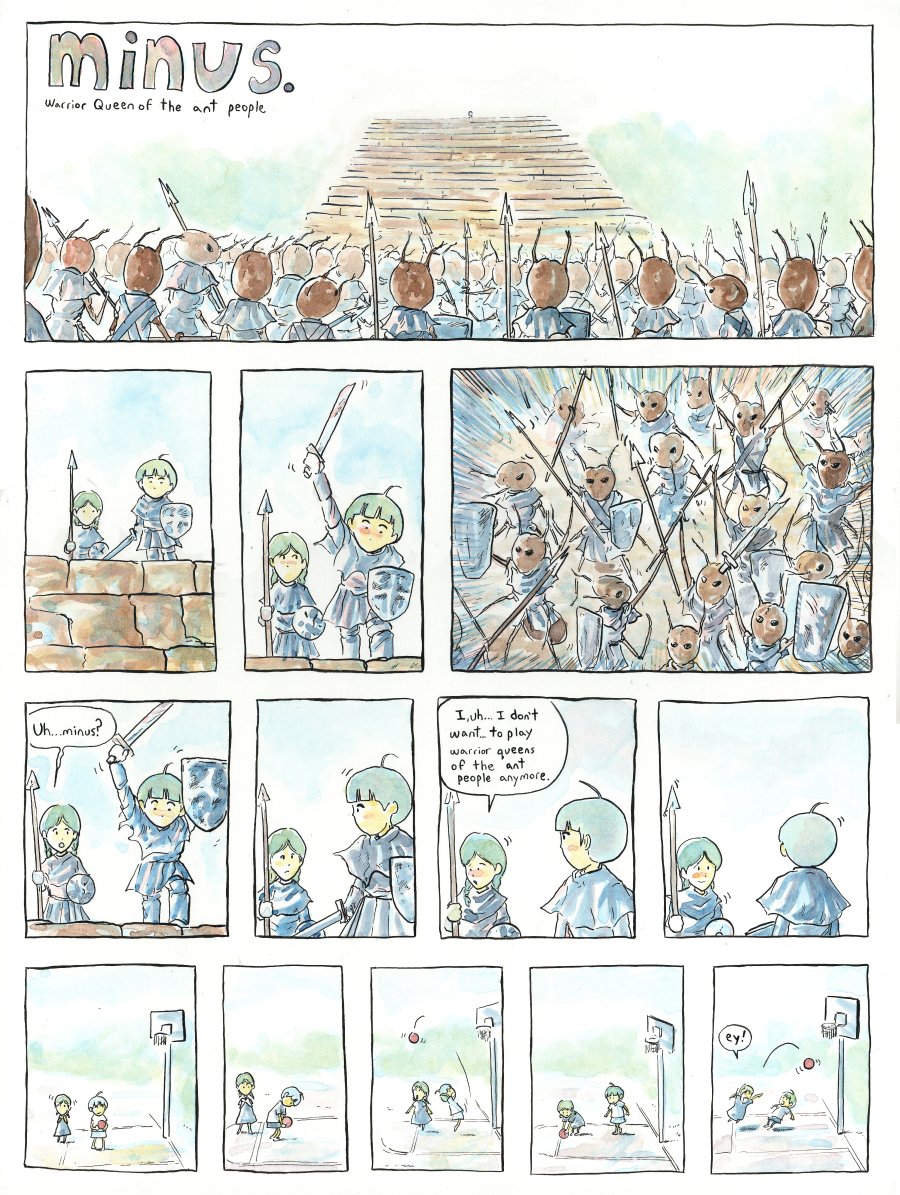 minus.
Warrior Queen of the ant people
Uh...minus?
I, uh... I don't
want... to play
warrior queens
of the ant
people anymore.
ey!